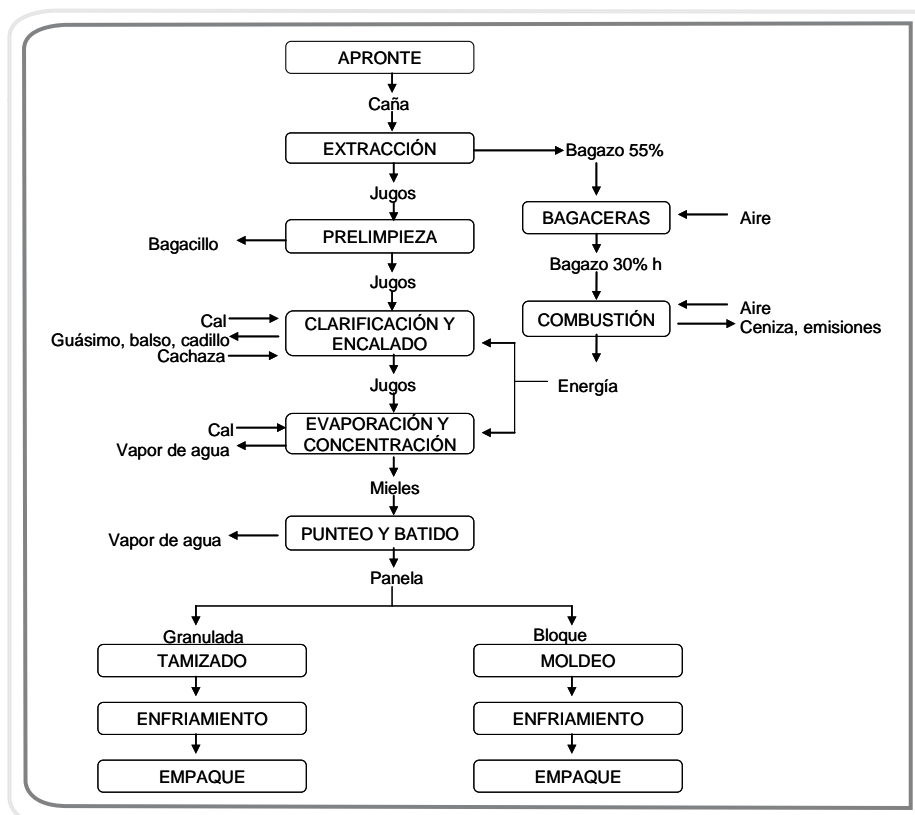 APRONTE
Caña
EXTRACCIÓN
Bagazo 55%
Jugos
BAGACERAS
Aire
PRELIMPIEZA
Bagacillo
Bagazo 30% h
Jugos
Aire
COMBUSTIÓN
Ceniza, emisiones
Cal
CLARIFICACIÓN Y
ENCALADO
Guásimo, balso, cadillo
Cachaza
Jugos
Energía
Cal
EVAPORACIÓN Y
CONCENTRACIÓN
Vapor de agua
Mieles
PUNTEO Y BATIDO
Vapor de agua
Panela
Granulada
Bloque
TAMIZADO
MOLDEO
ENFRIAMIENTO
ENFRIAMIENTO
EMPAQUE
EMPAQUE